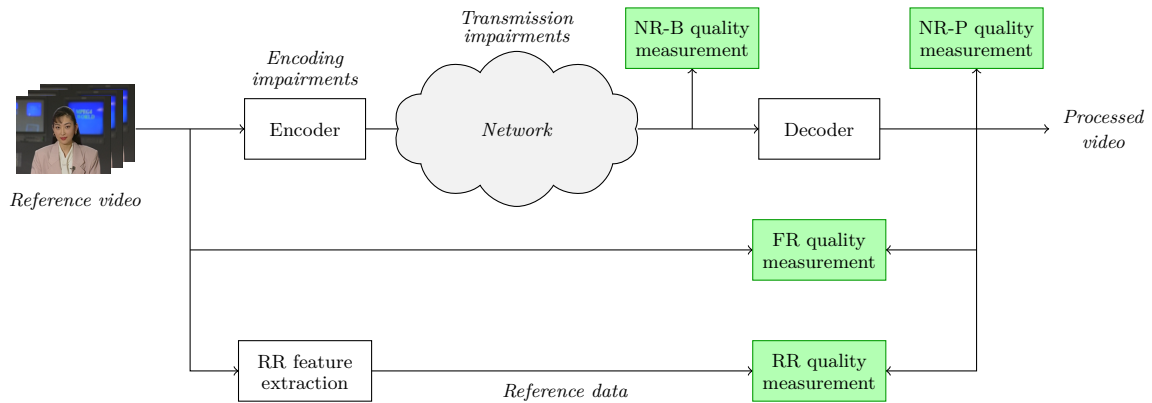 Transmission
impairments
NR-B quality
measurement
NR-P quality
measurement
Encoding
impairments
Encoder
Network
Decoder
Processed
video
Reference video
FR quality
measurement
RR feature
extraction
Reference data
RR quality
measurement